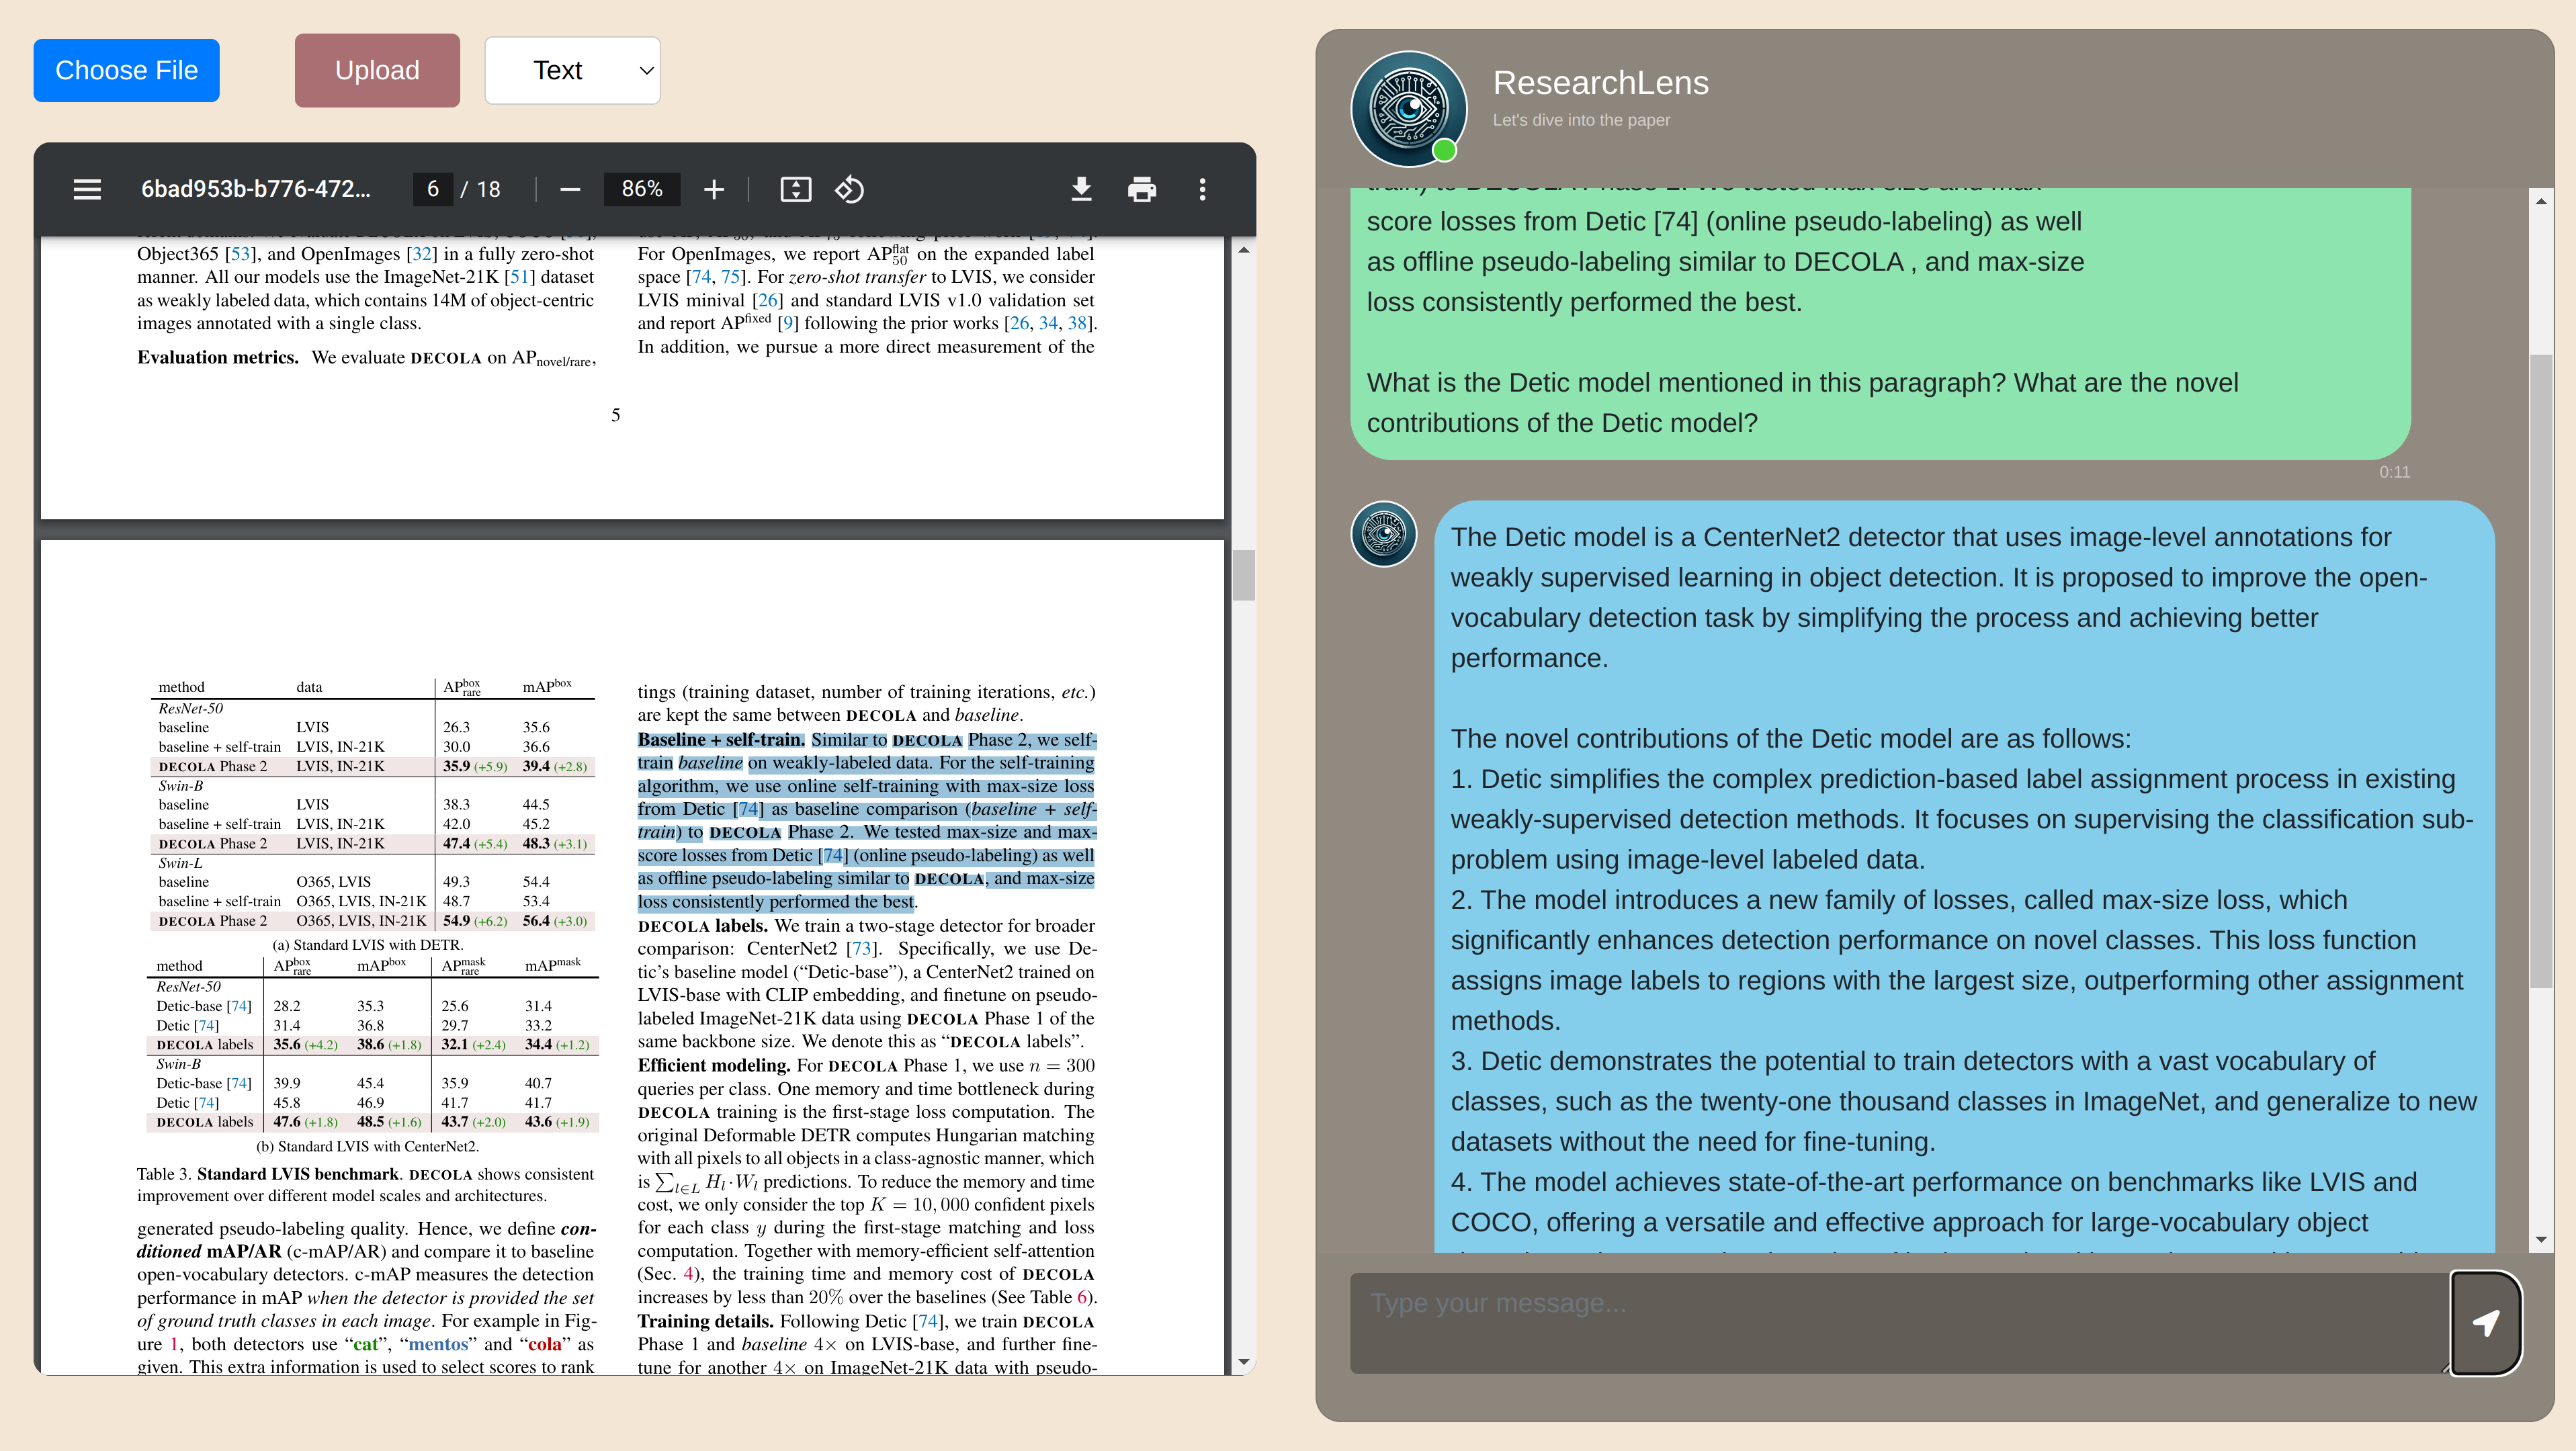 Choose File
Upload
Text
6bad953b-b776-472...
6 / 18
86%
Object365 [53], and OpenImages [32] in a fully zero-shot
manner. All our models use the ImageNet-21K [51] dataset
as weakly labeled data, which contains 14M of object-centric
images annotated with a single class.
Evaluation metrics. We evaluate DECOLA on APnovel/rare,
For OpenImages, we report AP50flat on the expanded label
space [74, 75]. For zero-shot transfer to LVIS, we consider
LVIS minival [26] and standard LVIS v1.0 validation set
and report APfixed [9] following the prior works [26, 34, 38].
In addition, we pursue a more direct measurement of the
5
method data APrarebox mAPbox
ResNet-50
baseline LVIS 26.3 35.6
baseline + self-train LVIS, IN-21K 30.0 36.6
DECOLA Phase 2 LVIS, IN-21K 35.9 (+5.9) 39.4 (+2.8)
Swin-B
baseline LVIS 38.3 44.5
baseline + self-train LVIS, IN-21K 42.0 45.2
DECOLA Phase 2 LVIS, IN-21K 47.4 (+5.4) 48.3 (+3.1)
Swin-L
baseline O365, LVIS 49.3 54.4
baseline + self-train O365, LVIS, IN-21K 48.7 53.4
DECOLA Phase 2 O365, LVIS, IN-21K 54.9 (+6.2) 56.4 (+3.0)
(a) Standard LVIS with DETR.
method APrarebox mAPbox APraremask mAPmask
ResNet-50
Detic-base [74] 28.2 35.3 25.6 31.4
Detic [74] 31.4 36.8 29.7 33.2
DECOLA labels 35.6 (+4.2) 38.6 (+1.8) 32.1 (+2.4) 34.4 (+1.2)
Swin-B
Detic-base [74] 39.9 45.4 35.9 40.7
Detic [74] 45.8 46.9 41.7 41.7
DECOLA labels 47.6 (+1.8) 48.5 (+1.6) 43.7 (+2.0) 43.6 (+1.9)
(b) Standard LVIS with CenterNet2.
Table 3. Standard LVIS benchmark. DECOLA shows consistent
improvement over different model scales and architectures.
generated pseudo-labeling quality. Hence, we define con-
ditioned mAP/AR (c-mAP/AR) and compare it to baseline
open-vocabulary detectors. c-mAP measures the detection
performance in mAP when the detector is provided the set
of ground truth classes in each image. For example in Fig-
ure 1, both detectors use “cat”, “mentos” and “cola” as
given. This extra information is used to select scores to rank
tings (training dataset, number of training iterations, etc.)
are kept the same between DECOLA and baseline.
Baseline + self-train. Similar to DECOLA Phase 2, we self-
train baseline on weakly-labeled data. For the self-training
algorithm, we use online self-training with max-size loss
from Detic [74] as baseline comparison (baseline + self-
train) to DECOLA Phase 2. We tested max-size and max-
score losses from Detic [74] (online pseudo-labeling) as well
as offline pseudo-labeling similar to DECOLA, and max-size
loss consistently performed the best.
DECOLA labels. We train a two-stage detector for broader
comparison: CenterNet2 [73]. Specifically, we use De-
tic's baseline model (“Detic-base”), a CenterNet2 trained on
LVIS-base with CLIP embedding, and finetune on pseudo-
labeled ImageNet-21K data using DECOLA Phase 1 of the
same backbone size. We denote this as “DECOLA labels”.
Efficient modeling. For DECOLA Phase 1, we use n = 300
queries per class. One memory and time bottleneck during
DECOLA training is the first-stage loss computation. The
original Deformable DETR computes Hungarian matching
with all pixels to all objects in a class-agnostic manner, which
is ∑l∈L Hl·Wl predictions. To reduce the memory and time
cost, we only consider the top K = 10,000 confident pixels
for each class y during the first-stage matching and loss
computation. Together with memory-efficient self-attention
(Sec. 4), the training time and memory cost of DECOLA
increases by less than 20% over the baselines (See Table 6).
Training details. Following Detic [74], we train DECOLA
Phase 1 and baseline 4× on LVIS-base, and further fine-
tune for another 4× on ImageNet-21K data with pseudo-
ResearchLens
Let's dive into the paper
train) to DECOLA Phase 2. We tested max-size and max-
score losses from Detic [74] (online pseudo-labeling) as well
as offline pseudo-labeling similar to DECOLA , and max-size
loss consistently performed the best.
What is the Detic model mentioned in this paragraph? What are the novel
contributions of the Detic model?
0:11
The Detic model is a CenterNet2 detector that uses image-level annotations for
weakly supervised learning in object detection. It is proposed to improve the open-
vocabulary detection task by simplifying the process and achieving better
performance.
The novel contributions of the Detic model are as follows:
1. Detic simplifies the complex prediction-based label assignment process in existing
weakly-supervised detection methods. It focuses on supervising the classification sub-
problem using image-level labeled data.
2. The model introduces a new family of losses, called max-size loss, which
significantly enhances detection performance on novel classes. This loss function
assigns image labels to regions with the largest size, outperforming other assignment
methods.
3. Detic demonstrates the potential to train detectors with a vast vocabulary of
classes, such as the twenty-one thousand classes in ImageNet, and generalize to new
datasets without the need for fine-tuning.
4. The model achieves state-of-the-art performance on benchmarks like LVIS and
COCO, offering a versatile and effective approach for large-vocabulary object
Type your message...